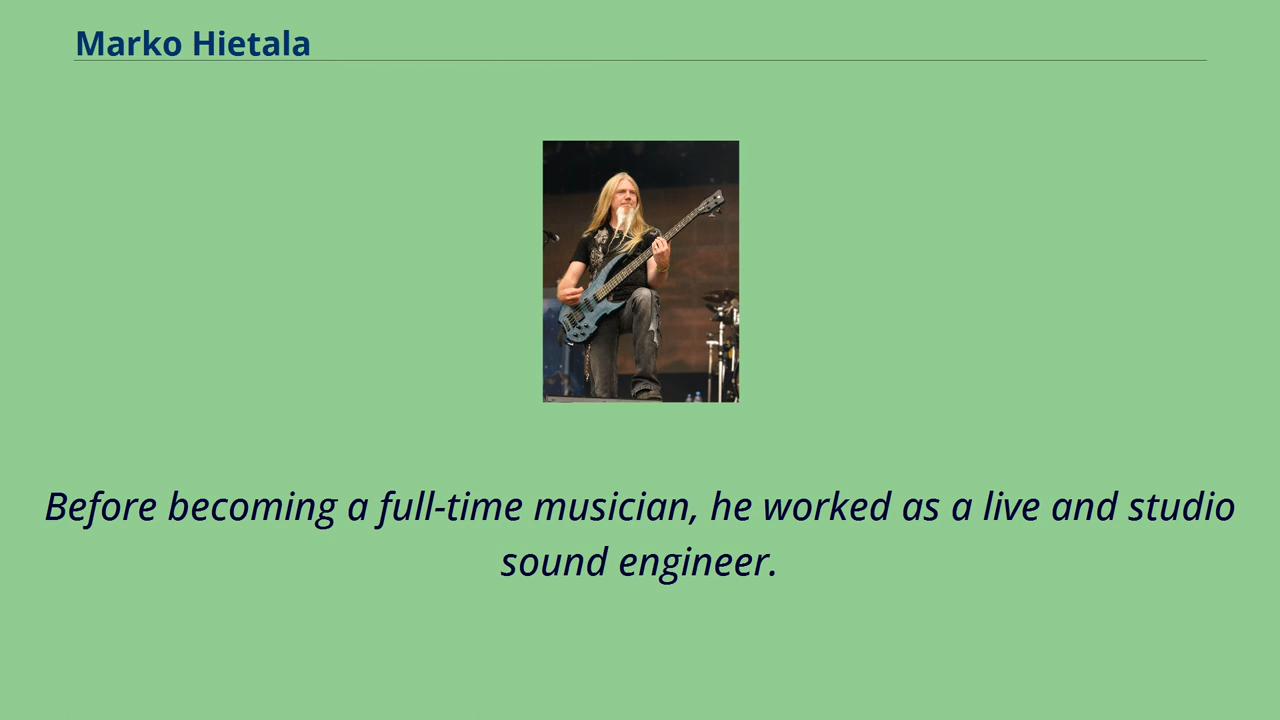 Marko Hietala
Before becoming a full-time musician, he worked as a live and studio
sound engineer.